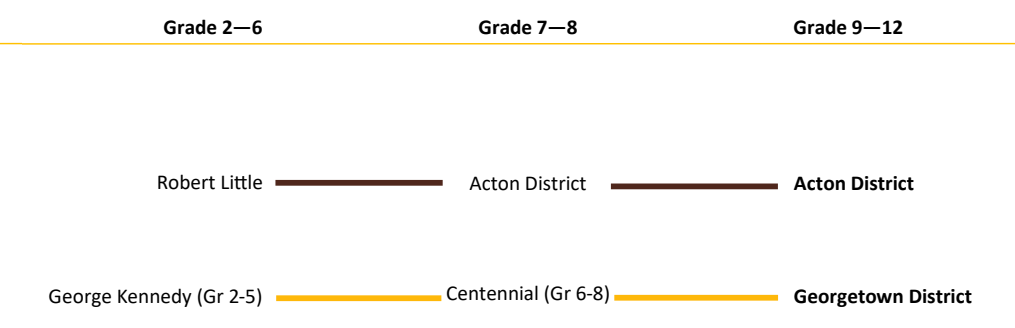 Grade 2—6 Grade 7—8 Grade 9—12
Robert Little Acton District Acton District
George Kennedy (Gr 2-5) Centennial (Gr 6-8) Georgetown District